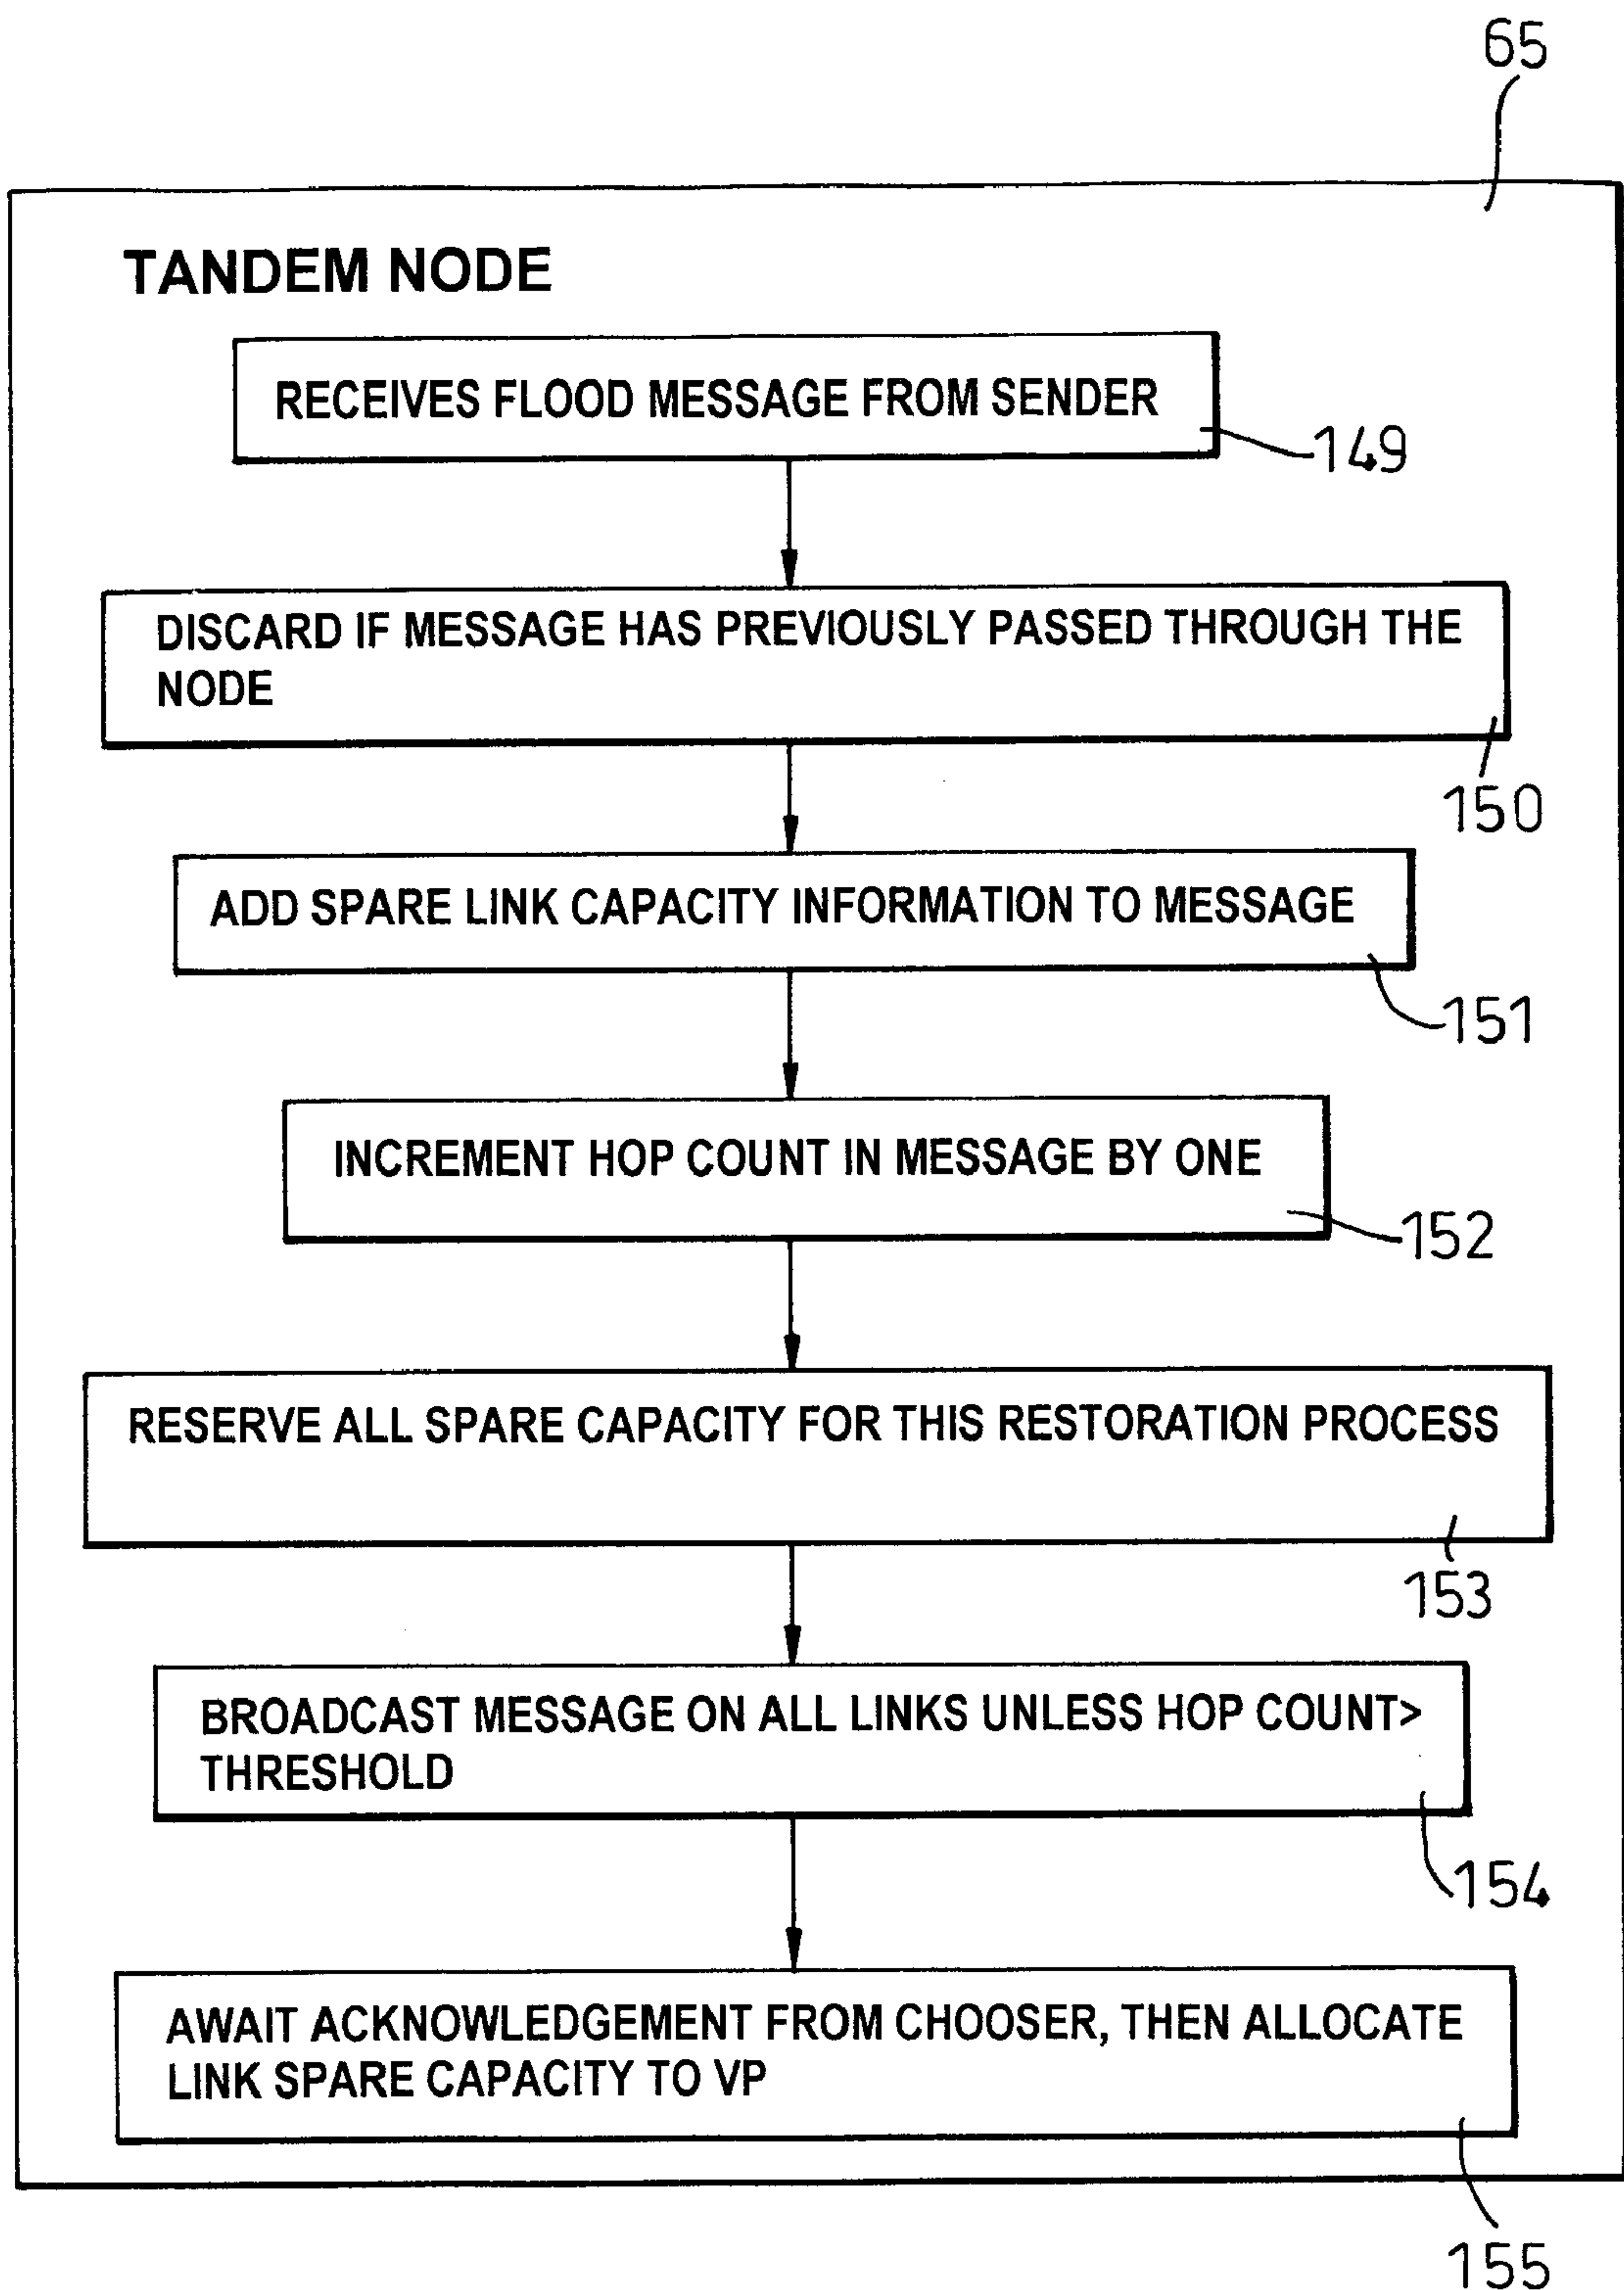 65
TANDEM NODE
RECEIVES FLOOD MESSAGE FROM SENDER
149
DISCARD IF MESSAGE HAS PREVIOUSLY PASSED THROUGH THE
NODE
150
ADD SPARE LINK CAPACITY INFORMATION TO MESSAGE
151
INCREMENT HOP COUNT IN MESSAGE BY ONE
152
RESERVE ALL SPARE CAPACITY FOR THIS RESTORATION PROCESS
153
BROADCAST MESSAGE ON ALL LINKS UNLESS HOP COUNT>
THRESHOLD
154
AWAIT ACKNOWLEDGEMENT FROM CHOOSER, THEN ALLOCATE
LINK SPARE CAPACITY TO VP
155